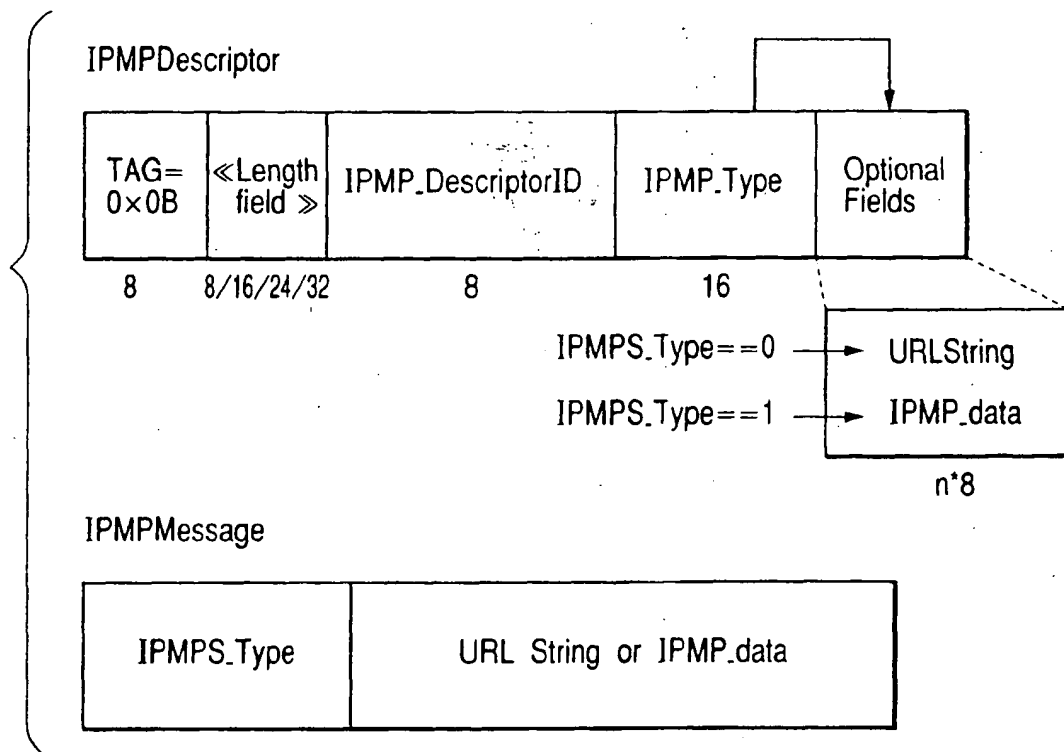 IPMPDescriptor
TAG=
0×0B
≪Length
field ≫
IPMP_DescriptorID
IPMP_Type
Optional
Fields
8
8/16/24/32
8
16
IPMPS_Type==0
URLString
IPMPS_Type==1
IPMP_data
n*8
IPMPMessage
IPMPS_Type
URL String or IPMP_data